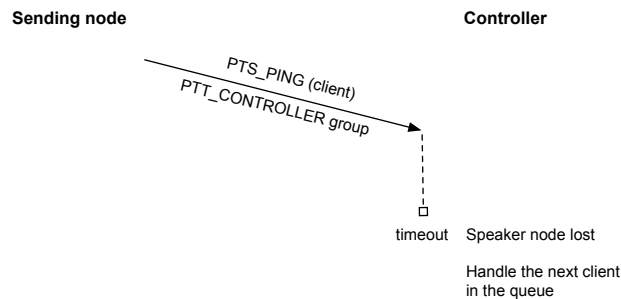 Sending node
Controller
PTS_PING (client)
PTT_CONTROLLER group
timeout
Speaker node lost
Handle the next client
in the queue